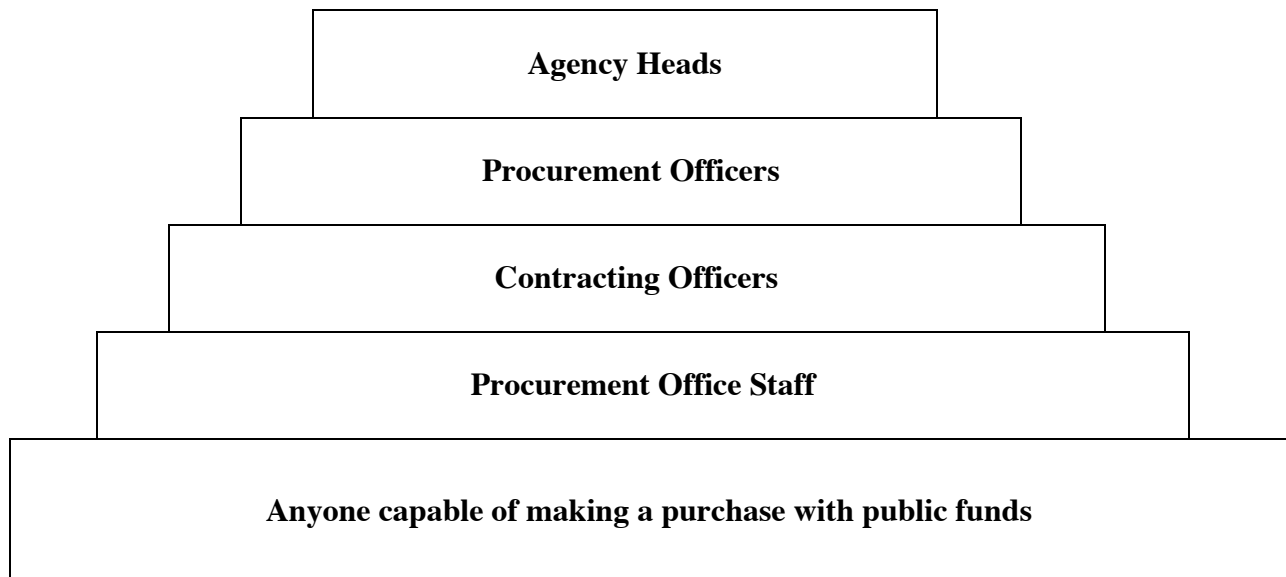 Agency Heads
Procurement Officers
Contracting Officers
Procurement Office Staff
Anyone capable of making a purchase with public funds